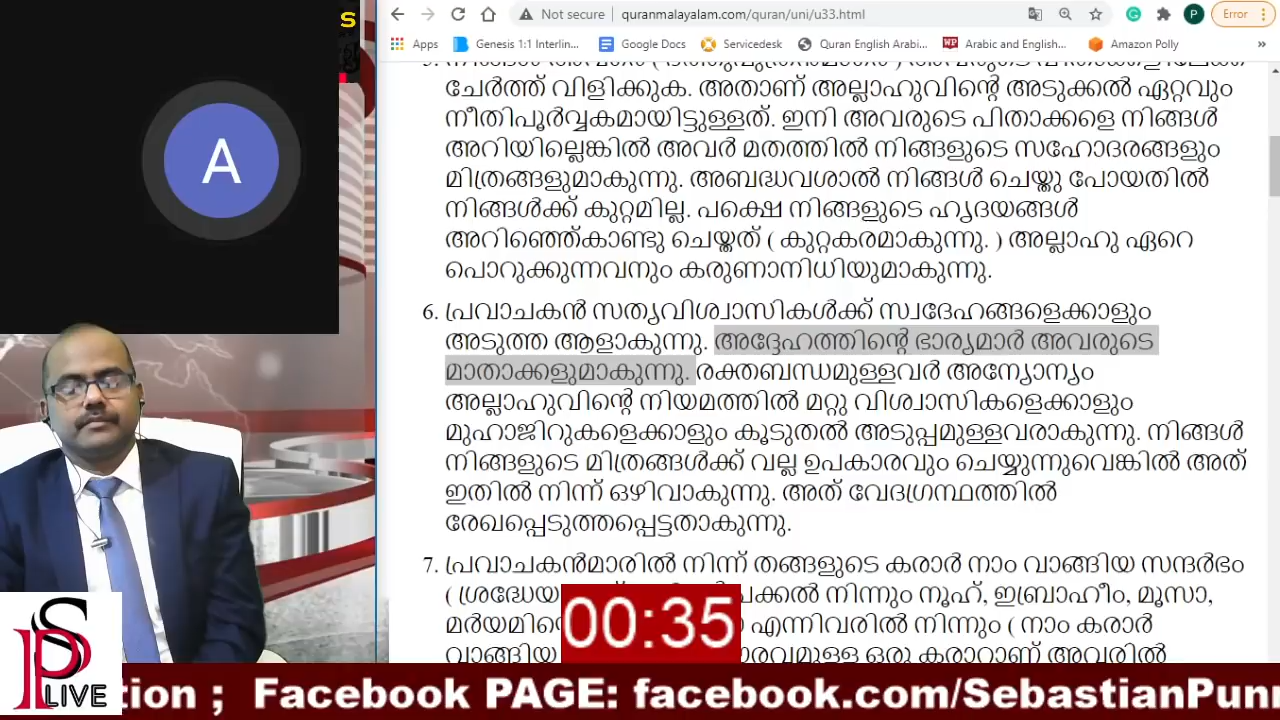 S
A
Not secure | quranmalayalam.com/quran/uni/u33.html
P
Error
Apps
Genesis 1:1 Interlin...
Google Docs
Servicedesk
Quran English Arabi...
Arabic and English...
Amazon Polly
»
ചേർത്ത് വിളിക്കുക. അതാണ് അല്ലാഹുവിന്റെ അടുക്കൽ ഏറ്റവും
നീതിപൂർവ്വകമായിട്ടുള്ളത്. ഇനി അവരുടെ പിതാക്കളെ നിങ്ങൾ
അറിയില്ലെങ്കിൽ അവർ മതത്തിൽ നിങ്ങളുടെ സഹോദരങ്ങളും
മിത്രങ്ങളുമാകുന്നു. അബദ്ധവശാൽ നിങ്ങൾ ചെയ്തു പോയതിൽ
നിങ്ങൾക്ക് കുറ്റമില്ല. പക്ഷെ നിങ്ങളുടെ ഹൃദയങ്ങൾ
അറിഞ്ഞ്കൊണ്ടു ചെയ്തത് ( കുറ്റകരമാകുന്നു. ) അല്ലാഹു ഏറെ
പൊറുക്കുന്നവനും കരുണാനിധിയുമാകുന്നു.
6. പ്രവാചകൻ സത്യവിശ്വാസികൾക്ക് സ്വദേഹങ്ങളെക്കാളും
അടുത്ത ആളാകുന്നു. അദ്ദേഹത്തിന്റെ ഭാര്യമാർ അവരുടെ
മാതാക്കളുമാകുന്നു. രക്തബന്ധമുള്ളവർ അന്യോന്യം
അല്ലാഹുവിന്റെ നിയമത്തിൽ മറ്റു വിശ്വാസികളെക്കാളും
മുഹാജിറുകളെക്കാളും കൂടുതൽ അടുപ്പമുള്ളവരാകുന്നു. നിങ്ങൾ
നിങ്ങളുടെ മിത്രങ്ങൾക്ക് വല്ല ഉപകാരവും ചെയ്യുന്നുവെങ്കിൽ അത്
ഇതിൽ നിന്ന് ഒഴിവാകുന്നു. അത് വേദഗ്രന്ഥത്തിൽ
രേഖപ്പെടുത്തപ്പെട്ടതാകുന്നു.
7. പ്രവാചകൻമാരിൽ നിന്ന് തങ്ങളുടെ കരാർ നാം വാങ്ങിയ സന്ദർഭം
( ശ്രദ്ധേയ പക്കൽ നിന്നും നൂഹ്, ഇബ്രാഹീം, മൂസാ,
എന്നിവരിൽ നിന്നും ( നാം കരാർ
വാങ്ങിയ ഒരു കരാറാണ് അവരിൽ
00:35
SP LIVE
tion ; Facebook PAGE: facebook.com/SebastianPun